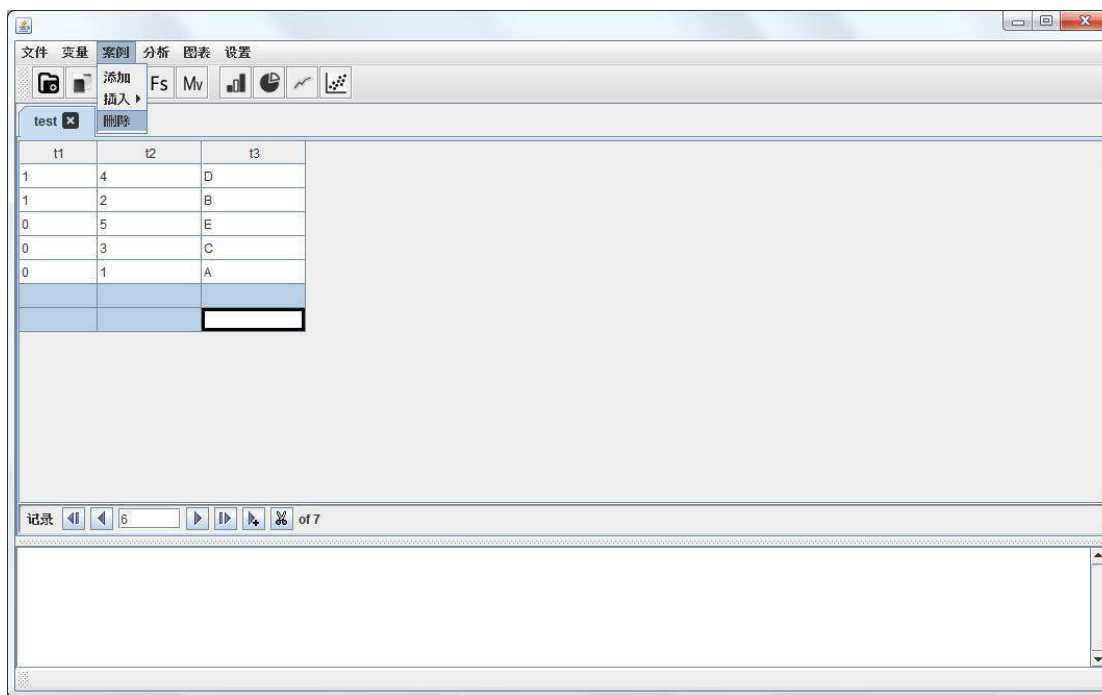 文件 变量 案例 分析 图表 设置
添加
插入
删除
Fs Mv
test
t1 t2 t3
1 4 D
1 2 B
0 5 E
0 3 C
0 1 A
记录 6 of 7